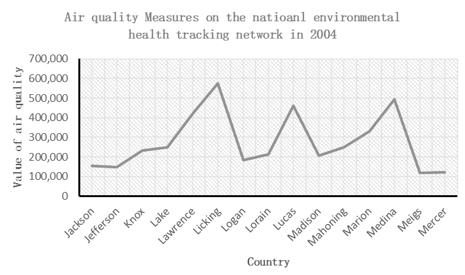 Air quality Measures on the natioanl environmental
health tracking network in 2004
Value of air quality
700,000
600,000
500,000
400,000
300,000
200,000
100,000
0
Jackson
Jefferson
Knox
Lake
Lawrence
Licking
Logan
Lorain
Lucas
Madison
Mahoning
Marion
Medina
Meigs
Mercer
Country